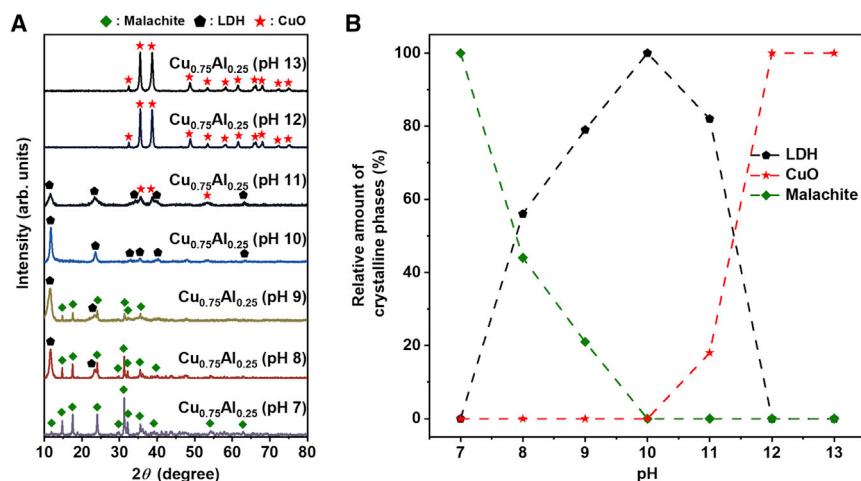 A
: Malachite : LDH : CuO
Cu0.75Al0.25 (pH 13)
Cu0.75Al0.25 (pH 12)
Cu0.75Al0.25 (pH 11)
Cu0.75Al0.25 (pH 10)
Cu0.75Al0.25 (pH 9)
Cu0.75Al0.25 (pH 8)
Cu0.75Al0.25 (pH 7)
Intensity (arb. units)
10 20 30 40 50 60 70 80
2θ (degree)
B
100
80
60
40
20
0
Relative amount of
crystalline phases (%)
LDH
CuO
Malachite
7 8 9 10 11 12 13
pH